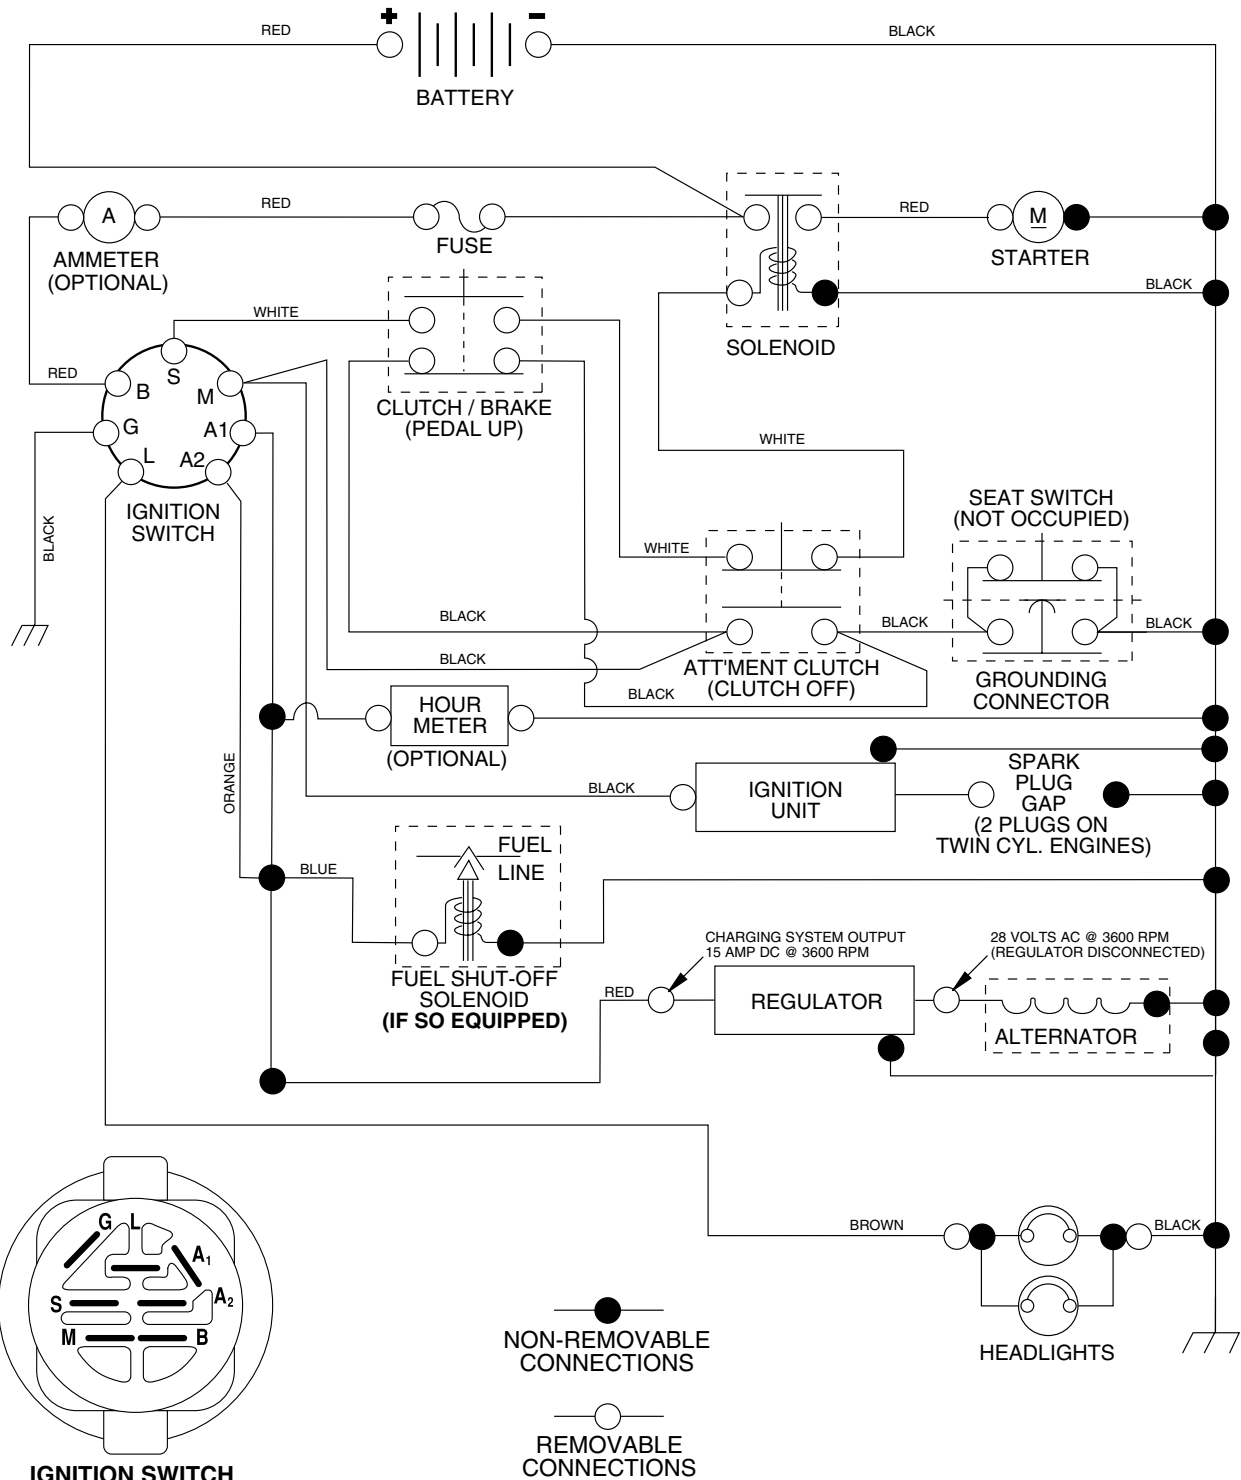 + −
RED
BLACK
BATTERY
A
RED
FUSE
RED
M
AMMETER
(OPTIONAL)
STARTER
BLACK
SOLENOID
WHITE
RED
S
B
M
G
A1
L
A2
CLUTCH / BRAKE
(PEDAL UP)
IGNITION
SWITCH
BLACK
WHITE
SEAT SWITCH
(NOT OCCUPIED)
WHITE
BLACK
BLACK
BLACK
BLACK
BLACK
ATT'MENT CLUTCH
(CLUTCH OFF)
GROUNDING
CONNECTOR
HOUR
METER
(OPTIONAL)
ORANGE
BLACK
IGNITION
UNIT
SPARK
PLUG
GAP
(2 PLUGS ON
TWIN CYL. ENGINES)
BLUE
FUEL
LINE
FUEL SHUT-OFF
SOLENOID
(IF SO EQUIPPED)
CHARGING SYSTEM OUTPUT
15 AMP DC @ 3600 RPM
28 VOLTS AC @ 3600 RPM
(REGULATOR DISCONNECTED)
RED
REGULATOR
ALTERNATOR
BROWN
BLACK
HEADLIGHTS
G L
A1
S
A2
M
B
IGNITION SWITCH
NON-REMOVABLE
CONNECTIONS
REMOVABLE
CONNECTIONS